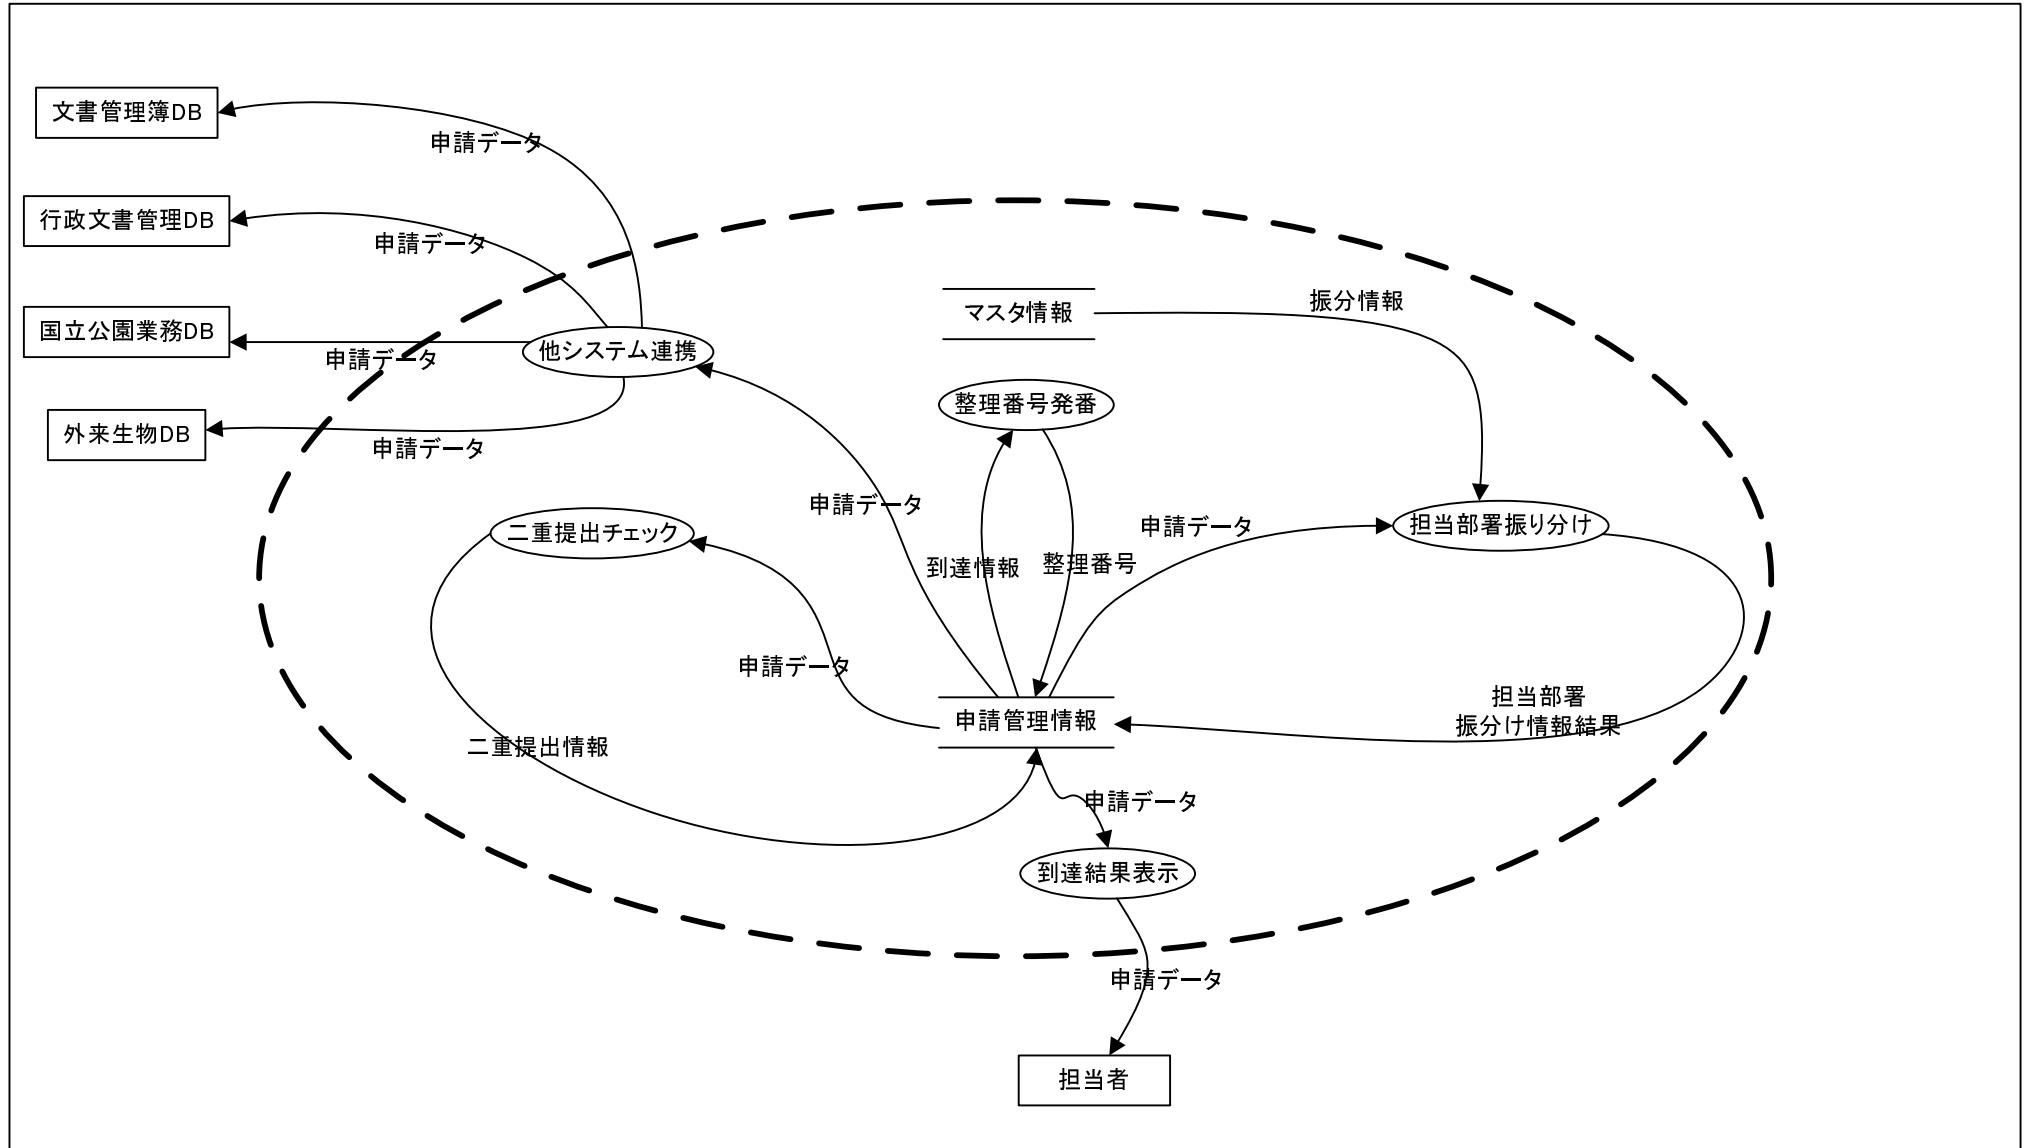 文書管理簿DB
申請データ
行政文書管理DB
申請データ
国立公園業務DB
申請データ
外来生物DB
申請データ
他システム連携
マスタ情報
振分情報
整理番号発番
二重提出チェック
申請データ
到達情報
整理番号
申請データ
担当部署振り分け
申請データ
二重提出情報
申請管理情報
担当部署
振分け情報結果
申請データ
到達結果表示
申請データ
担当者